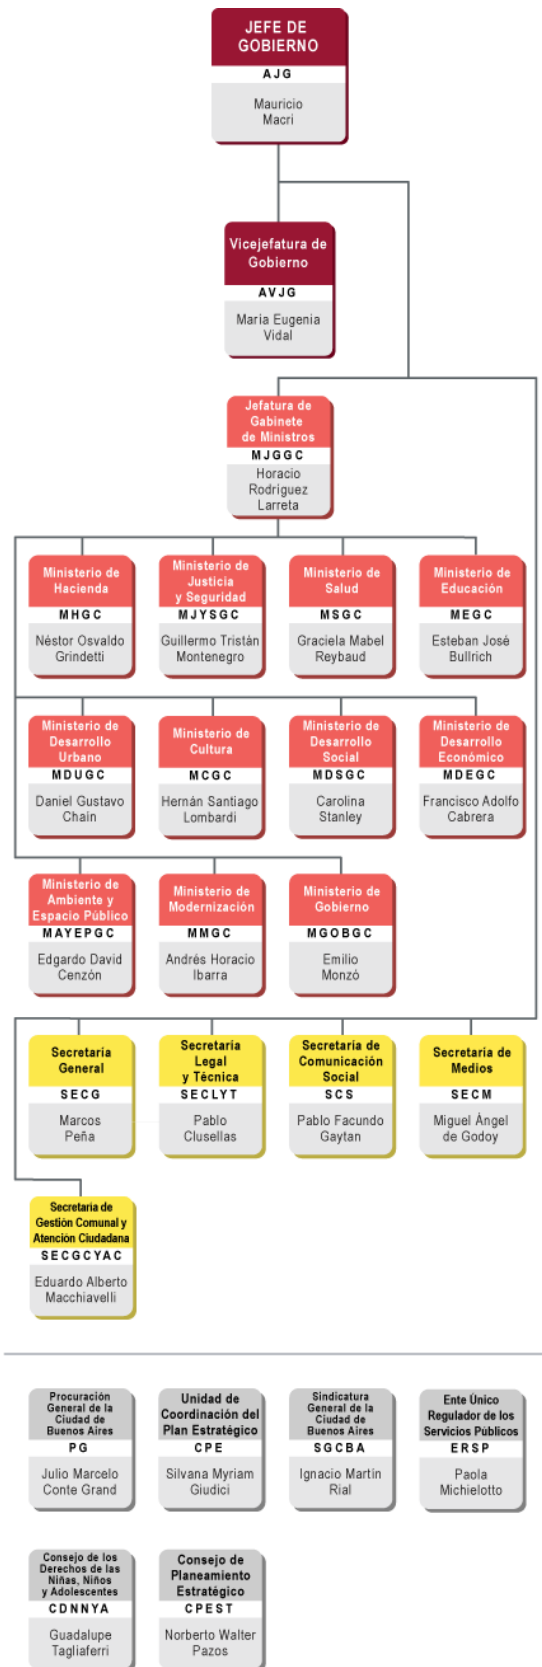 JEFE DE
GOBIERNO
AJG
Mauricio
Macri
Vicejefatura de
Gobierno
AVJG
Maria Eugenia
Vidal
Jefatura de
Gabinete
de Ministros
MJGGC
Horacio
Rodríguez
Larreta
Ministerio de
Hacienda
MHGC
Néstor Osvaldo
Grindetti
Ministerio de
Justicia
y Seguridad
MJYSGC
Guillermo Tristán
Montenegro
Ministerio de
Salud
MSGC
Graciela Mabel
Reybaud
Ministerio de
Educación
MEGC
Esteban José
Bullrich
Ministerio de
Desarrollo
Urbano
MDUGC
Daniel Gustavo
Chain
Ministerio de
Cultura
MCGC
Hernán Santiago
Lombardi
Ministerio de
Desarrollo
Social
MDSGC
Carolina
Stanley
Ministerio de
Desarrollo
Económico
MDEGC
Francisco Adolfo
Cabrera
Ministerio de
Ambiente y
Espacio Público
MAYEPGC
Edgardo David
Cenzón
Ministerio de
Modernización
MMGC
Andrés Horacio
Ibarra
Ministerio de
Gobierno
MGOBGC
Emilio
Monzó
Secretaría
General
SECG
Marcos
Peña
Secretaría
Legal
y Técnica
SECLYT
Pablo
Clusellas
Secretaría de
Comunicación
Social
SCS
Pablo Facundo
Gaytan
Secretaría de
Medios
SECM
Miguel Ángel
de Godoy
Secretaría de
Gestión Comunal y
Atención Ciudadana
SECGCYAC
Eduardo Alberto
Macchiavelli
Procuración
General de la
Ciudad de
Buenos Aires
PG
Julio Marcelo
Conte Grand
Unidad de
Coordinación del
Plan Estratégico
CPE
Silvana Myriam
Giudici
Sindicatura
General de la
Ciudad de
Buenos Aires
SGCBA
Ignacio Martín
Rial
Ente Único
Regulador de los
Servicios Públicos
ERSP
Paola
Michielotto
Consejo de los
Derechos de las
Niñas, Niños
y Adolescentes
CDNNYA
Guadalupe
Tagliaferri
Consejo de
Planeamiento
Estratégico
CPEST
Norberto Walter
Pazos